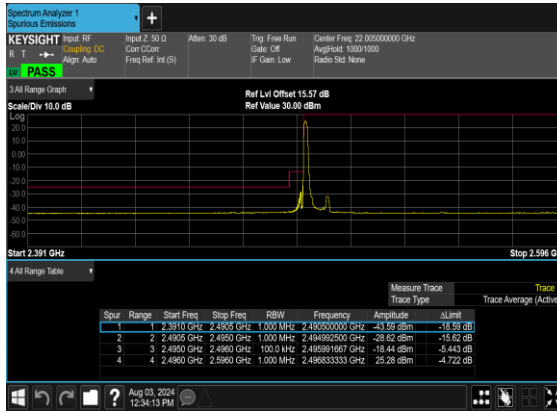 Spectrum Analyzer 1
Spurious Emissions
+
KEYSIGHT
R T
LW PASS
Input: RF
Coupling: DC
Align: Auto
Input Z: 50 Ω
Corr CCorr
Freq Ref: Int (S)
Atten: 30 dB
Trig: Free Run
Gate: Off
IF Gain: Low
Center Freq: 22.005000000 GHz
Avg|Hold: 1000/1000
Radio Std: None
3 All Range Graph
Scale/Div 10.0 dB
Ref Lvl Offset 15.57 dB
Ref Value 30.00 dBm
Log
20.0
10.0
0.00
-10.0
-20.0
-30.0
-40.0
-50.0
-60.0
Start 2.391 GHz
Stop 2.596 G
4 All Range Table
Measure Trace Trace
Trace Type Trace Average (Active
Spur Range Start Freq Stop Freq RBW Frequency Amplitude ΔLimit
1 1 2.3910 GHz 2.4905 GHz 1.000 MHz 2.490500000 GHz -43.59 dBm -18.59 dB
2 2 2.4905 GHz 2.4950 GHz 1.000 MHz 2.494992500 GHz -28.62 dBm -15.62 dB
3 3 2.4950 GHz 2.4960 GHz 100.0 kHz 2.495991667 GHz -18.44 dBm -5.443 dB
4 4 2.4960 GHz 2.5960 GHz 1.000 MHz 2.496833333 GHz 25.28 dBm -4.722 dB
?
Aug 03, 2024
12:34:13 PM